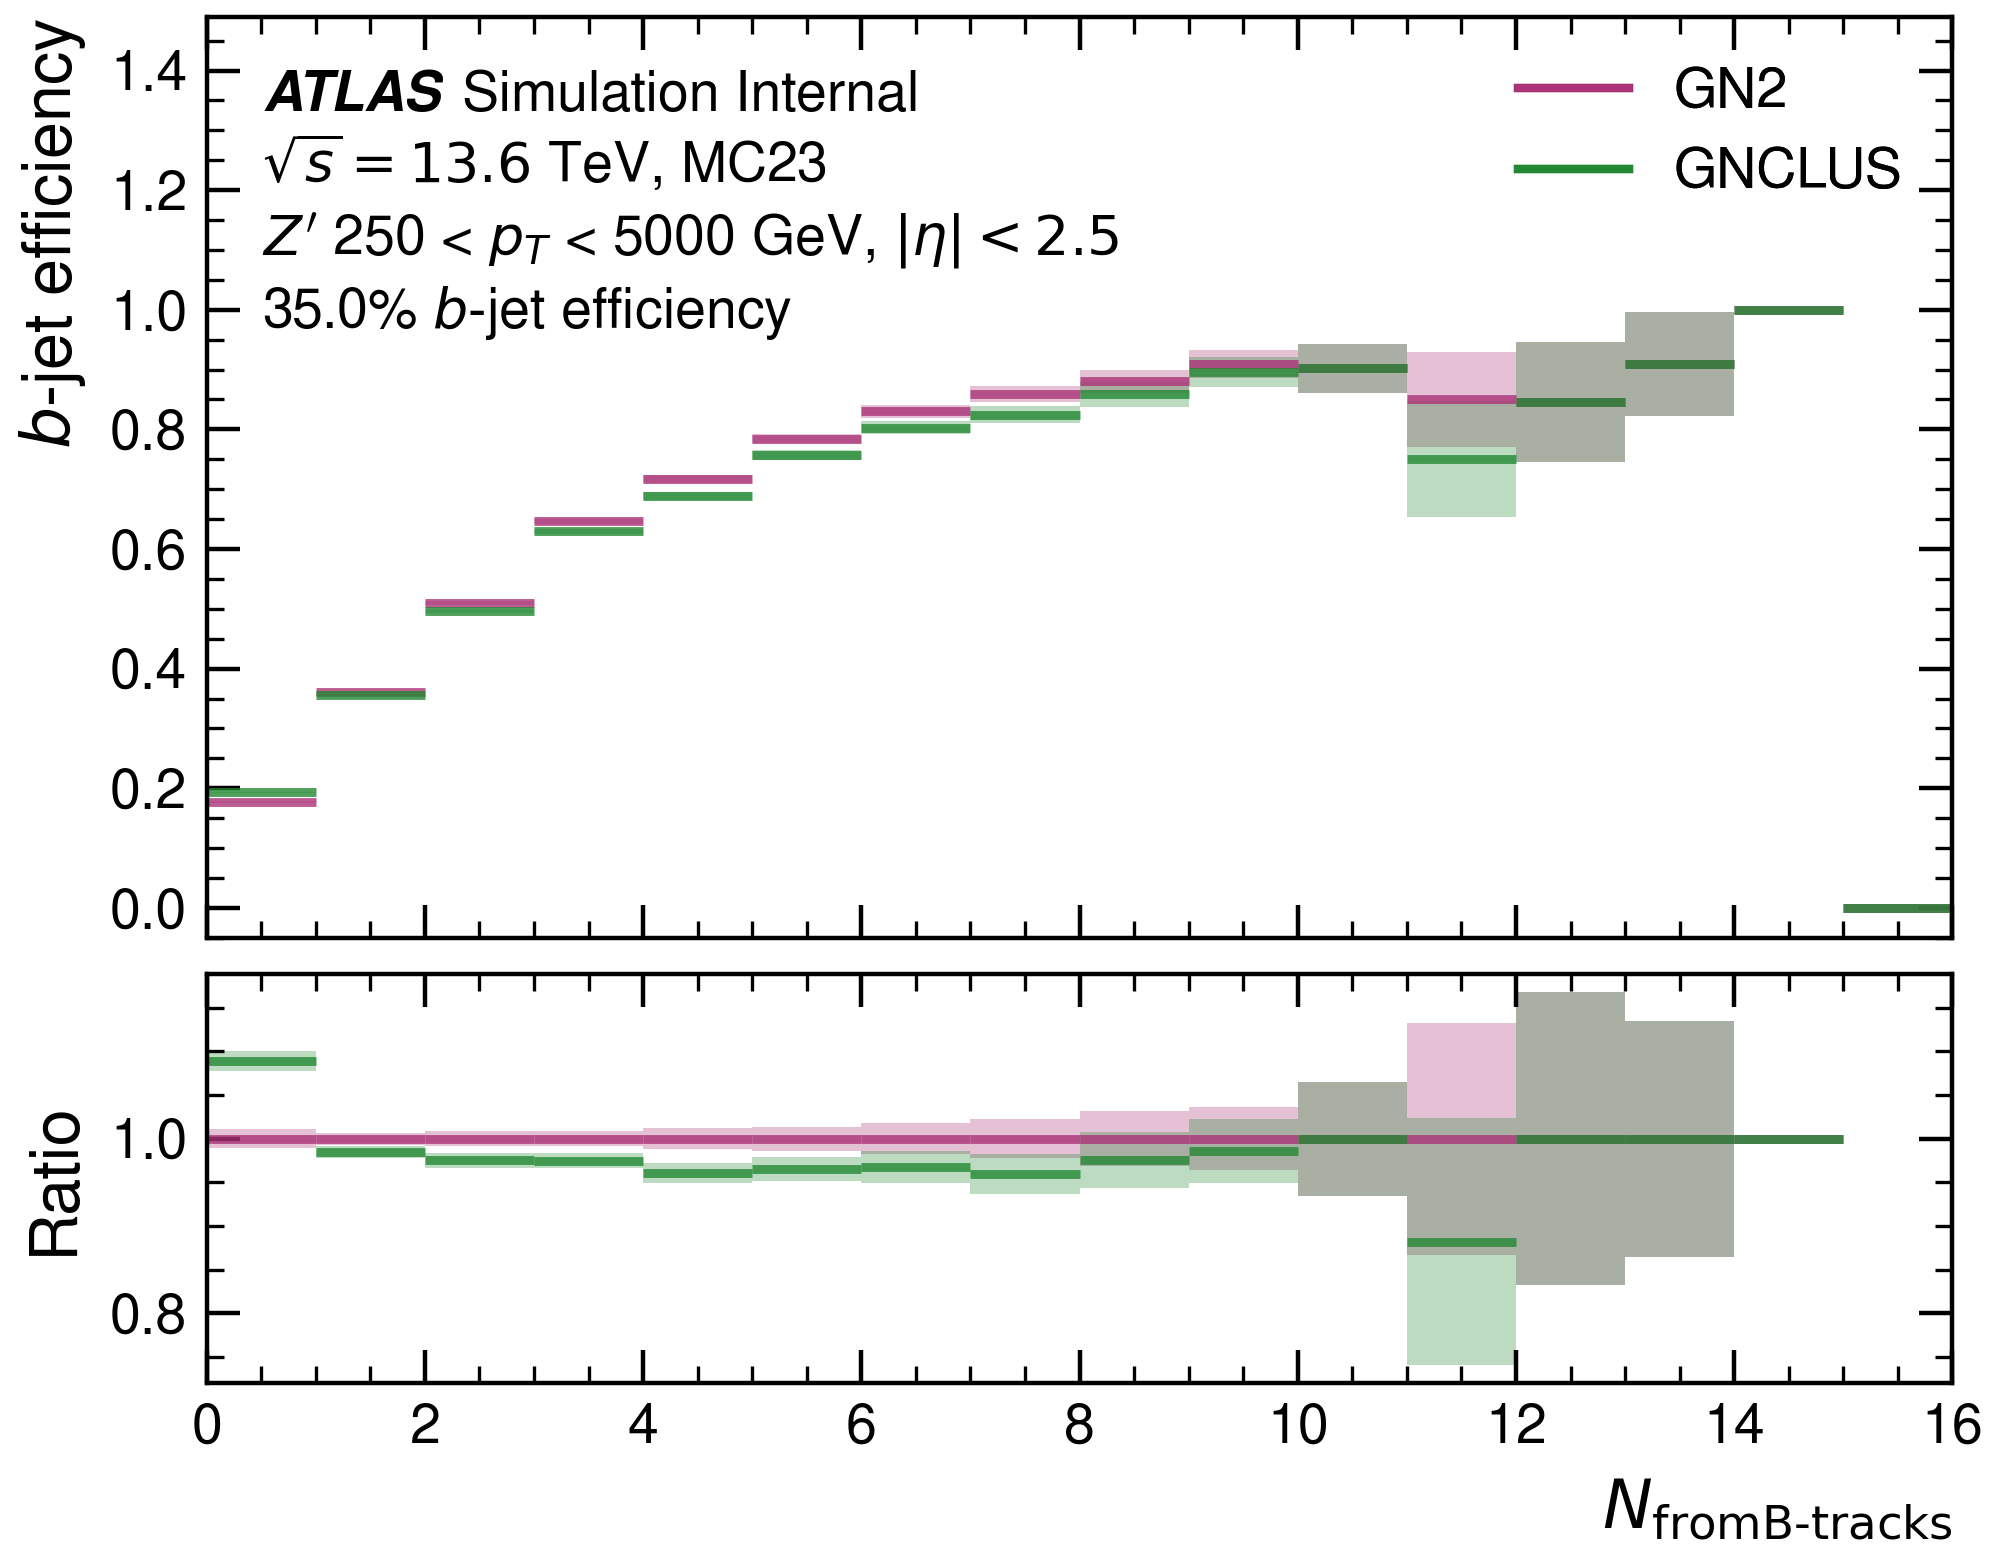 b-jet efficiency
1.4
1.2
1.0
0.8
0.6
0.4
0.2
0.0
ATLAS Simulation Internal
√s = 13.6 TeV, MC23
Z′ 250 < p_T < 5000 GeV, |η| < 2.5
35.0% b-jet efficiency
GN2
GNCLUS
Ratio
1.0
0.8
0 2 4 6 8 10 12 14 16
N_fromB-tracks